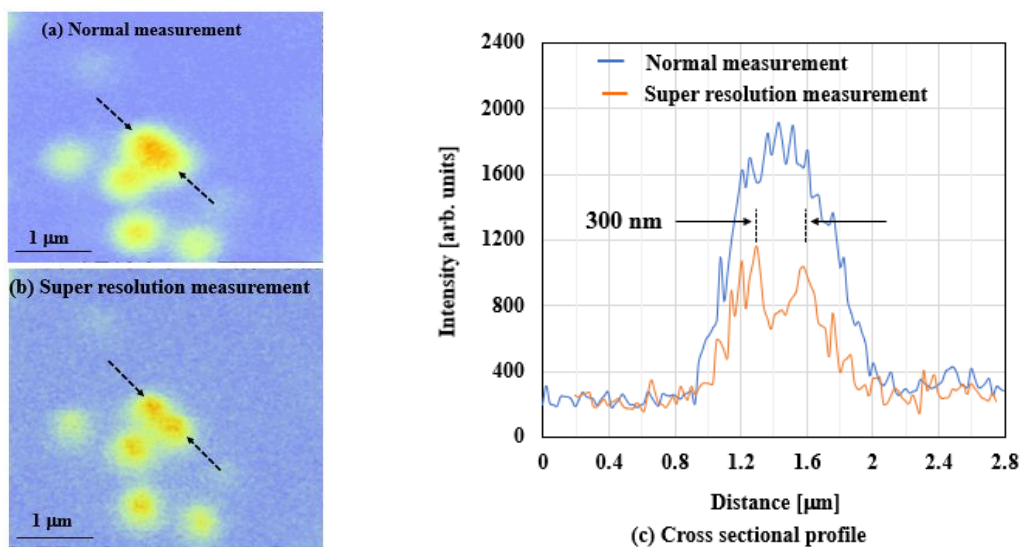 (a) Normal measurement
1 μm
(b) Super resolution measurement
1 μm
2400
2000
1600
1200
800
400
0
Intensity [arb. units]
Normal measurement
Super resolution measurement
300 nm
0 0.4 0.8 1.2 1.6 2 2.4 2.8
Distance [μm]
(c) Cross sectional profile